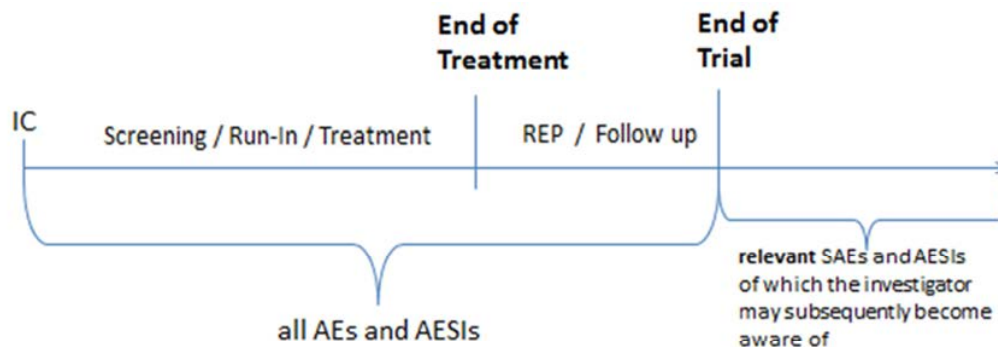 End of
Treatment
End of
Trial
IC
Screening / Run-In / Treatment
REP / Follow up
all AEs and AESIs
relevant SAEs and AESIs
of which the investigator
may subsequently become
aware of